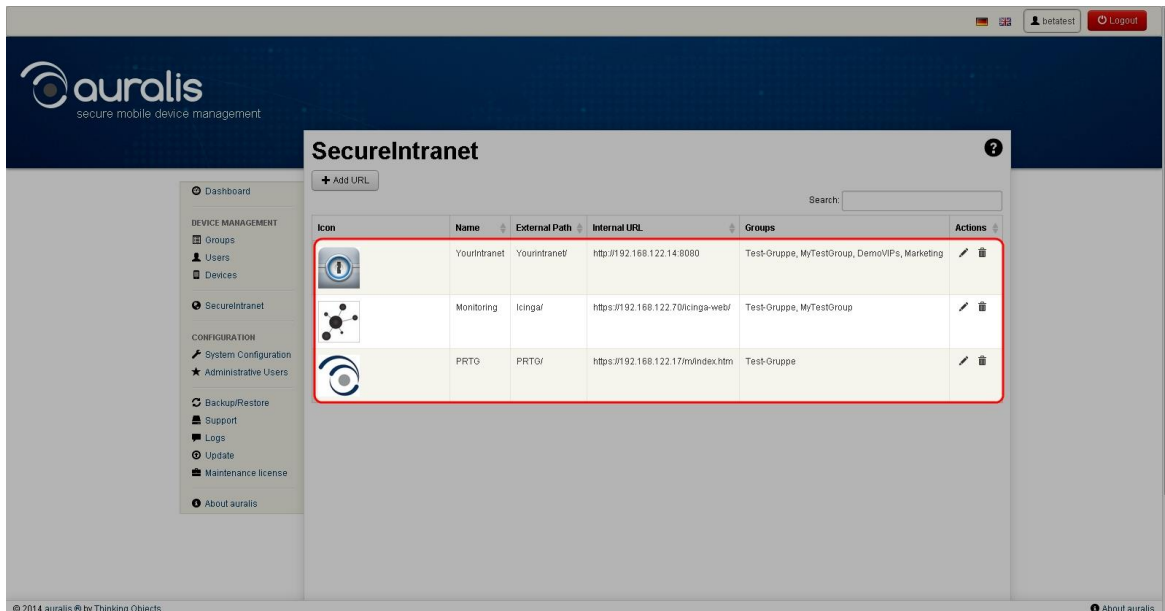 betatest Logout
auralis
secure mobile device management
SecureIntranet
Add URL
Search:
Dashboard
DEVICE MANAGEMENT
Groups
Users
Devices
SecureIntranet
CONFIGURATION
System Configuration
Administrative Users
Backup/Restore
Support
Logs
Update
Maintenance license
About auralis
Icon Name External Path Internal URL Groups Actions
YourIntranet YourIntranet/ http://192.168.122.14:8080 Test-Gruppe, MyTestGroup, DemoVIPs, Marketing
Monitoring Icinga/ https://192.168.122.70/icinga-web/ Test-Gruppe, MyTestGroup
PRTG PRTG/ https://192.168.122.17/m/index.htm Test-Gruppe
© 2014 auralis ® by Thinking Objects About auralis